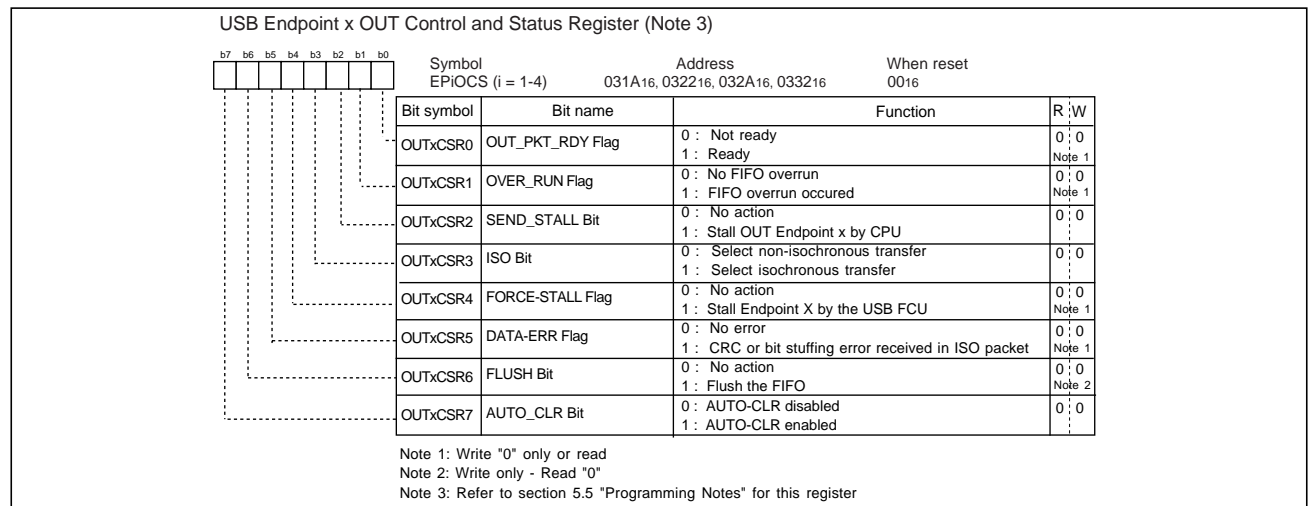 USB Endpoint x OUT Control and Status Register (Note 3)
b7 b6 b5 b4 b3 b2 b1 b0
Symbol Address When reset
EPiOCS (i = 1-4) 031A16, 032216, 032A16, 033216 0016
Bit symbol Bit name Function R W
OUTxCSR0 OUT_PKT_RDY Flag 0 : Not ready 0 0
1 : Ready Note 1
OUTxCSR1 OVER_RUN Flag 0 : No FIFO overrun 0 0
1 : FIFO overrun occured Note 1
OUTxCSR2 SEND_STALL Bit 0 : No action 0 0
1 : Stall OUT Endpoint x by CPU
OUTxCSR3 ISO Bit 0 : Select non-isochronous transfer 0 0
1 : Select isochronous transfer
OUTxCSR4 FORCE-STALL Flag 0 : No action 0 0
1 : Stall Endpoint X by the USB FCU Note 1
OUTxCSR5 DATA-ERR Flag 0 : No error 0 0
1 : CRC or bit stuffing error received in ISO packet Note 1
OUTxCSR6 FLUSH Bit 0 : No action 0 0
1 : Flush the FIFO Note 2
OUTxCSR7 AUTO_CLR Bit 0 : AUTO-CLR disabled 0 0
1 : AUTO-CLR enabled
Note 1: Write "0" only or read
Note 2: Write only - Read "0"
Note 3: Refer to section 5.5 "Programming Notes" for this register